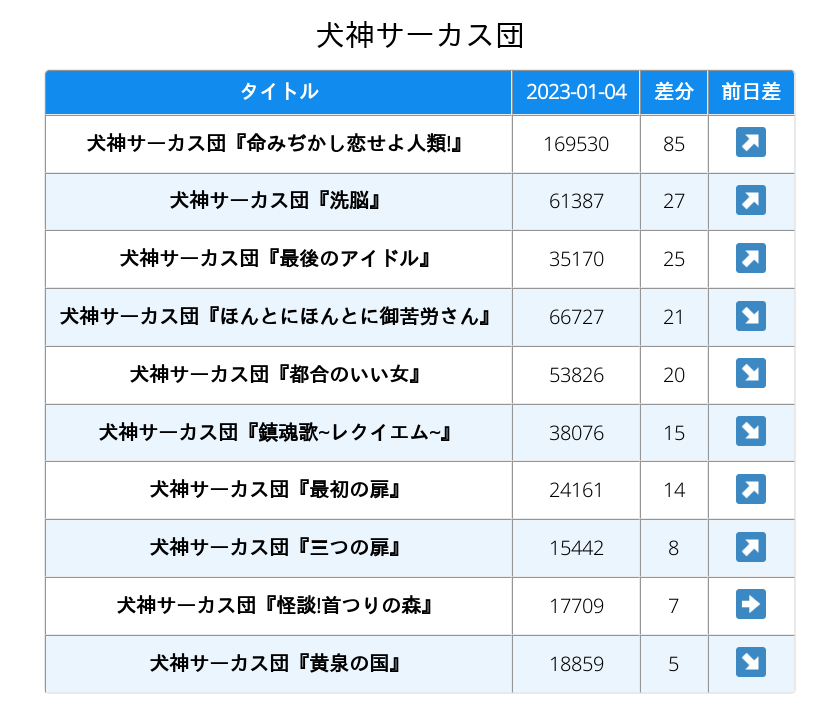 犬神サーカス団
タイトル 2023-01-04 差分 前日差
犬神サーカス団『命みぢかし恋せよ人類!』 169530 85 ↗
犬神サーカス団『洗脳』 61387 27 ↗
犬神サーカス団『最後のアイドル』 35170 25 ↗
犬神サーカス団『ほんとにほんとに御苦労さん』 66727 21 ↘
犬神サーカス団『都合のいい女』 53826 20 ↘
犬神サーカス団『鎮魂歌~レクイエム~』 38076 15 ↘
犬神サーカス団『最初の扉』 24161 14 ↗
犬神サーカス団『三つの扉』 15442 8 ↗
犬神サーカス団『怪談!首つりの森』 17709 7 ➡
犬神サーカス団『黄泉の国』 18859 5 ↘